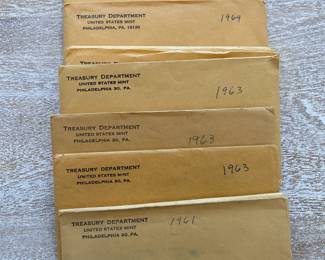 TREASURY DEPARTMENT
UNITED STATES MINT
PHILADELPHIA, PA. 19130
1964
TREASURY DEPARTMENT
UNITED STATES MINT
PHILADELPHIA 30, PA.
1963
TREASURY DEPARTMENT
UNITED STATES MINT
PHILADELPHIA 30, PA.
1963
TREASURY DEPARTMENT
UNITED STATES MINT
PHILADELPHIA 30, PA.
1963
TREASURY DEPARTMENT
UNITED STATES MINT
PHILADELPHIA 30, PA.
1961